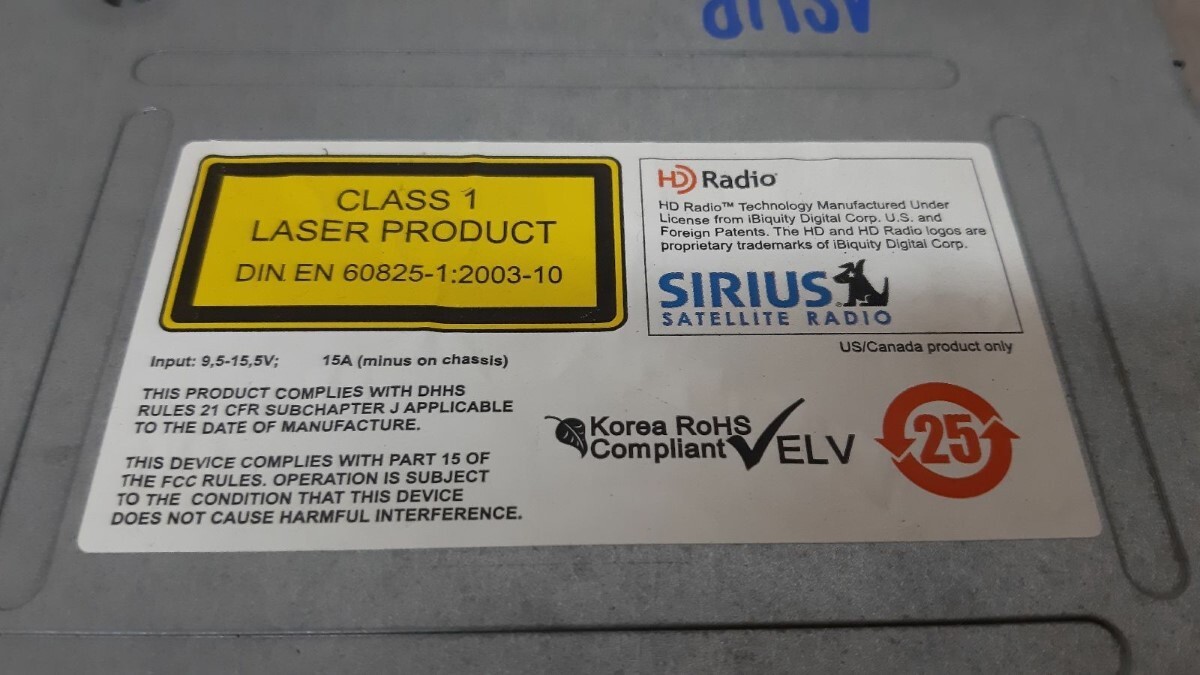 CLASS 1
LASER PRODUCT
DIN EN 60825-1:2003-10
HD Radio
HD Radio™ Technology Manufactured Under
License from iBiquity Digital Corp. U.S. and
Foreign Patents. The HD and HD Radio logos are
proprietary trademarks of iBiquity Digital Corp.
SIRIUS
SATELLITE RADIO
US/Canada product only
Input: 9,5-15,5V; 15A (minus on chassis)
THIS PRODUCT COMPLIES WITH DHHS
RULES 21 CFR SUBCHAPTER J APPLICABLE
TO THE DATE OF MANUFACTURE.
THIS DEVICE COMPLIES WITH PART 15 OF
THE FCC RULES. OPERATION IS SUBJECT
TO THE CONDITION THAT THIS DEVICE
DOES NOT CAUSE HARMFUL INTERFERENCE.
Korea RoHS
Compliant
ELV
25